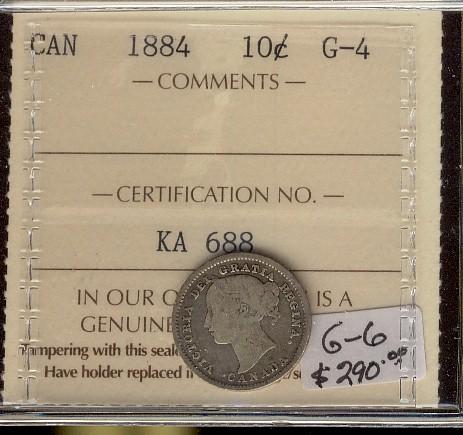 CAN 1884 10¢ G-4
— COMMENTS —
— CERTIFICATION NO. —
KA 688
IN OUR O IS A
GENUINE
Tampering with this seal
Have holder replaced i
VICTORIA DEI GRATIA REGINA.
CANADA
G-6
$290.00